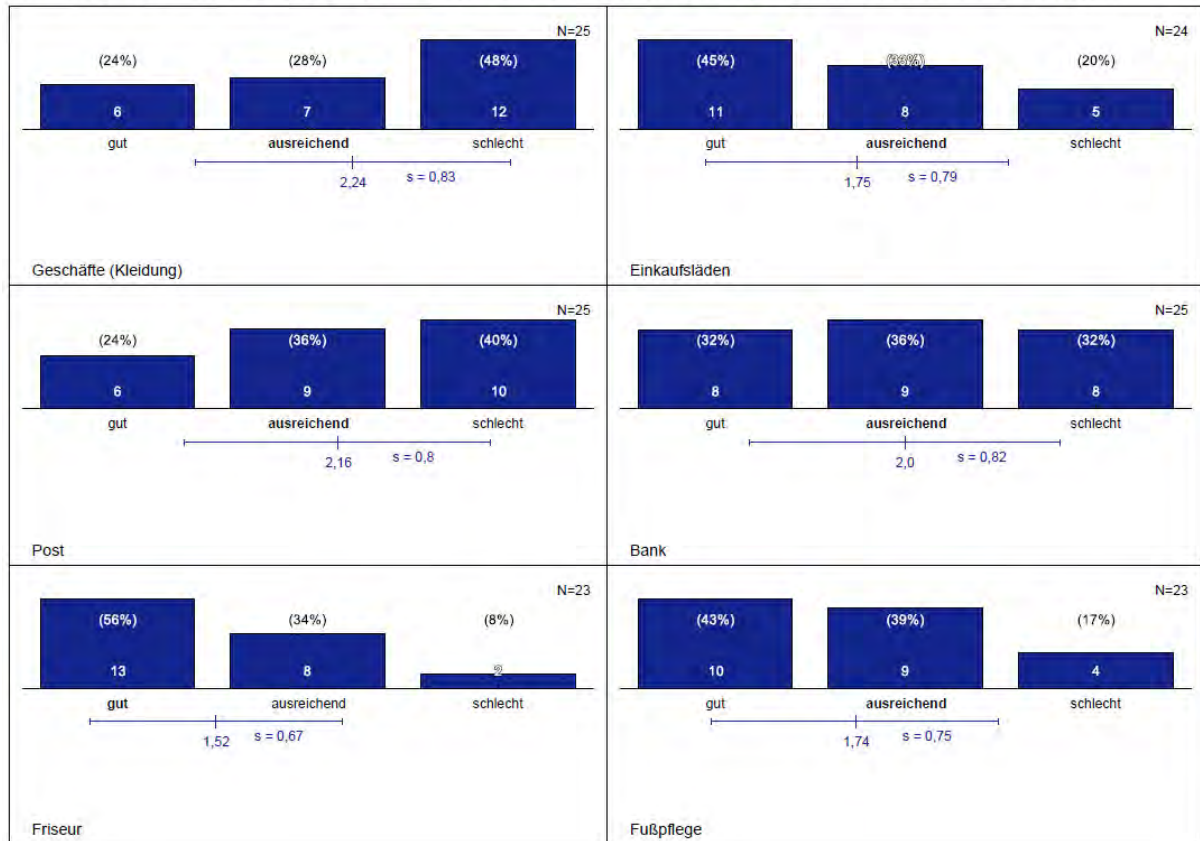 N=25
(24%) (28%) (48%)
6 7 12
gut ausreichend schlecht
2,24 s = 0,83
Geschäfte (Kleidung)
N=24
(45%) (33%) (20%)
11 8 5
gut ausreichend schlecht
1,75 s = 0,79
Einkaufsläden
N=25
(24%) (36%) (40%)
6 9 10
gut ausreichend schlecht
2,16 s = 0,8
Post
N=25
(32%) (36%) (32%)
8 9 8
gut ausreichend schlecht
2,0 s = 0,82
Bank
N=23
(56%) (34%) (8%)
13 8 2
gut ausreichend schlecht
1,52 s = 0,67
Friseur
N=23
(43%) (39%) (17%)
10 9 4
gut ausreichend schlecht
1,74 s = 0,75
Fußpflege